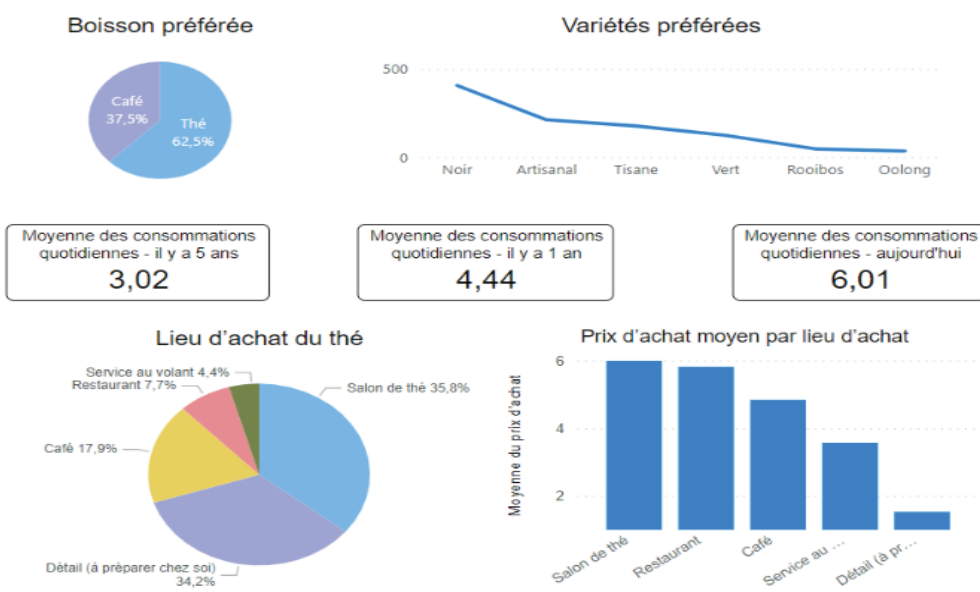 Boisson préférée
Café
37,5%
Thé
62,5%
Variétés préférées
500
0
Noir
Artisanal
Tisane
Vert
Rooibos
Oolong
Moyenne des consommations
quotidiennes - il y a 5 ans
3,02
Moyenne des consommations
quotidiennes - il y a 1 an
4,44
Moyenne des consommations
quotidiennes - aujourd'hui
6,01
Lieu d'achat du thé
Service au volant 4,4%
Restaurant 7,7%
Salon de thé 35,8%
Café 17,9%
Détail (à préparer chez soi)
34,2%
Prix d'achat moyen par lieu d'achat
Moyenne du prix d'achat
6
4
2
Salon de thé
Restaurant
Café
Service au ...
Détail (à pr...